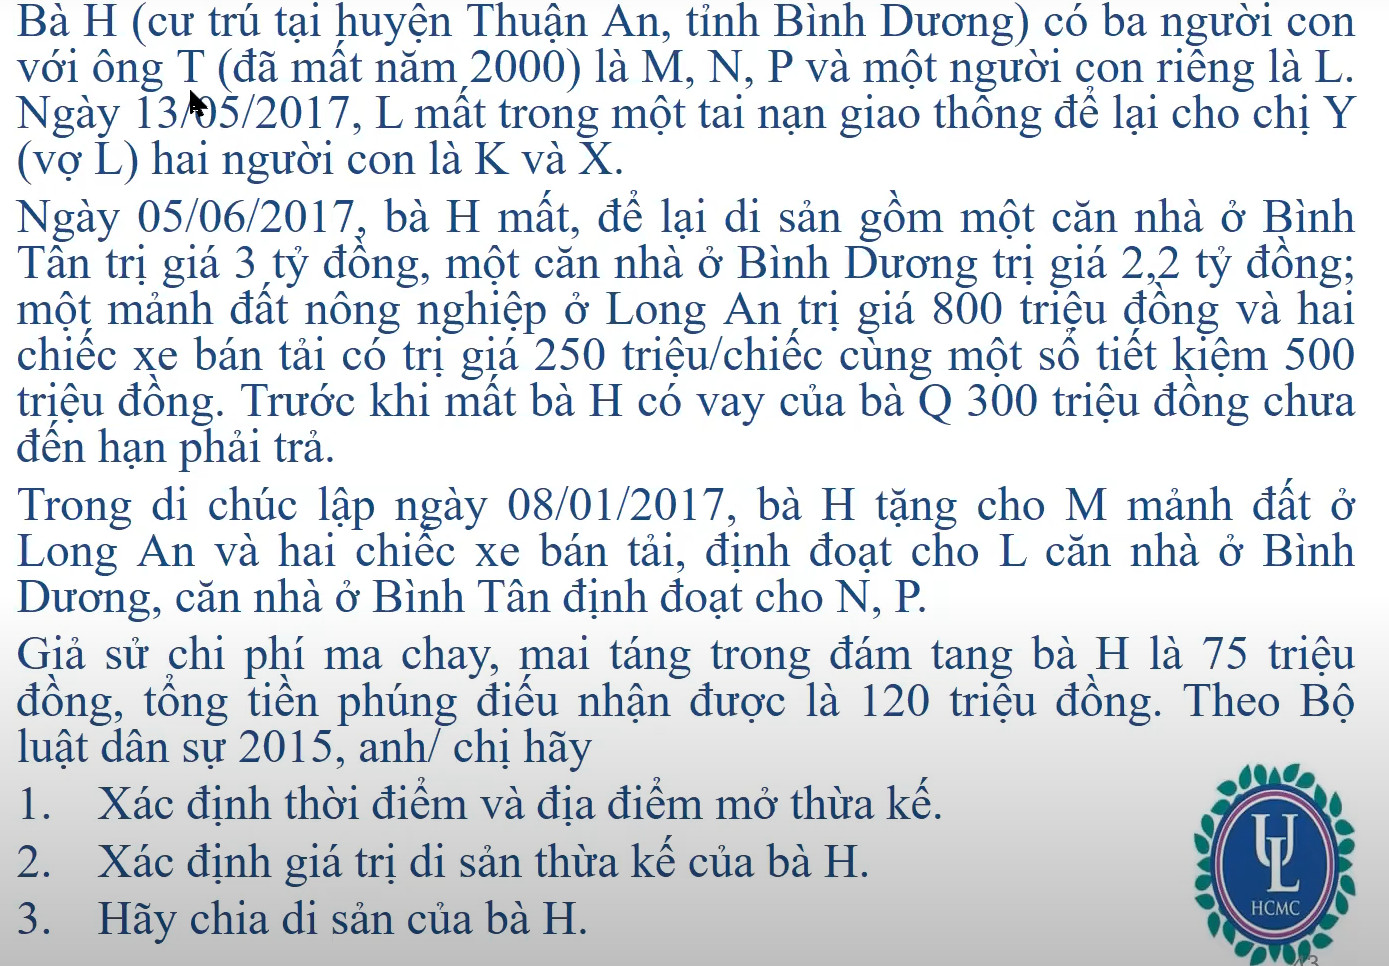 Bà H (cư trú tại huyện Thuận An, tỉnh Bình Dương) có ba người con
với ông T (đã mất năm 2000) là M, N, P và một người con riêng là L.
Ngày 13/05/2017, L mất trong một tai nạn giao thông để lại cho chị Y
(vợ L) hai người con là K và X.
Ngày 05/06/2017, bà H mất, để lại di sản gồm một căn nhà ở Bình
Tân trị giá 3 tỷ đồng, một căn nhà ở Bình Dương trị giá 2,2 tỷ đồng;
một mảnh đất nông nghiệp ở Long An trị giá 800 triệu đồng và hai
chiếc xe bán tải có trị giá 250 triệu/chiếc cùng một sổ tiết kiệm 500
triệu đồng. Trước khi mất bà H có vay của bà Q 300 triệu đồng chưa
đến hạn phải trả.
Trong di chúc lập ngày 08/01/2017, bà H tặng cho M mảnh đất ở
Long An và hai chiếc xe bán tải, định đoạt cho L căn nhà ở Bình
Dương, căn nhà ở Bình Tân định đoạt cho N, P.
Giả sử chi phí ma chay, mai táng trong đám tang bà H là 75 triệu
đồng, tổng tiền phúng điếu nhận được là 120 triệu đồng. Theo Bộ
luật dân sự 2015, anh/ chị hãy
1. Xác định thời điểm và địa điểm mở thừa kế.
2. Xác định giá trị di sản thừa kế của bà H.
3. Hãy chia di sản của bà H.
UL
HCMC
43